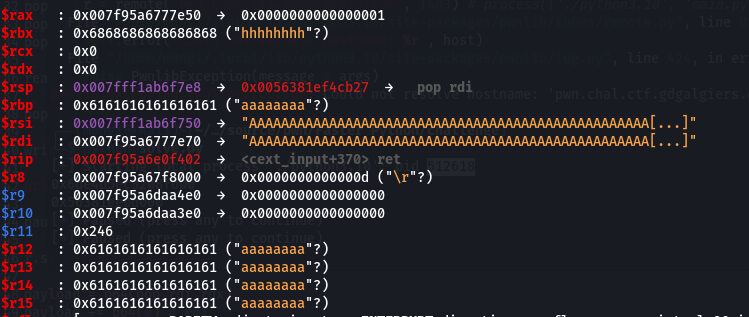 $rax : 0x007f95a6777e50 → 0x0000000000000001
$rbx : 0x6868686868686868 ("hhhhhhhh"?)
$rcx : 0x0
$rdx : 0x0
$rsp : 0x007fff1ab6f7e8 → 0x0056381ef4cb27 → pop rdi
$rbp : 0x6161616161616161 ("aaaaaaaa"?)
$rsi : 0x007fff1ab6f750 → "AAAAAAAAAAAAAAAAAAAAAAAAAAAAAAAAAAAAAAAAAAAAAAAAAAA[...]"
$rdi : 0x007f95a6777e70 → "AAAAAAAAAAAAAAAAAAAAAAAAAAAAAAAAAAAAAAAAAAAAAAAAAAA[...]"
$rip : 0x007f95a6e0f402 → <cext_input+370> ret
$r8 : 0x007f95a67f8000 → 0x000000000000000d ("\r"?)
$r9 : 0x007f95a6daa4e0 → 0x0000000000000000
$r10 : 0x007f95a6daa3e0 → 0x0000000000000000
$r11 : 0x246
$r12 : 0x6161616161616161 ("aaaaaaaa"?)
$r13 : 0x6161616161616161 ("aaaaaaaa"?)
$r14 : 0x6161616161616161 ("aaaaaaaa"?)
$r15 : 0x6161616161616161 ("aaaaaaaa"?)